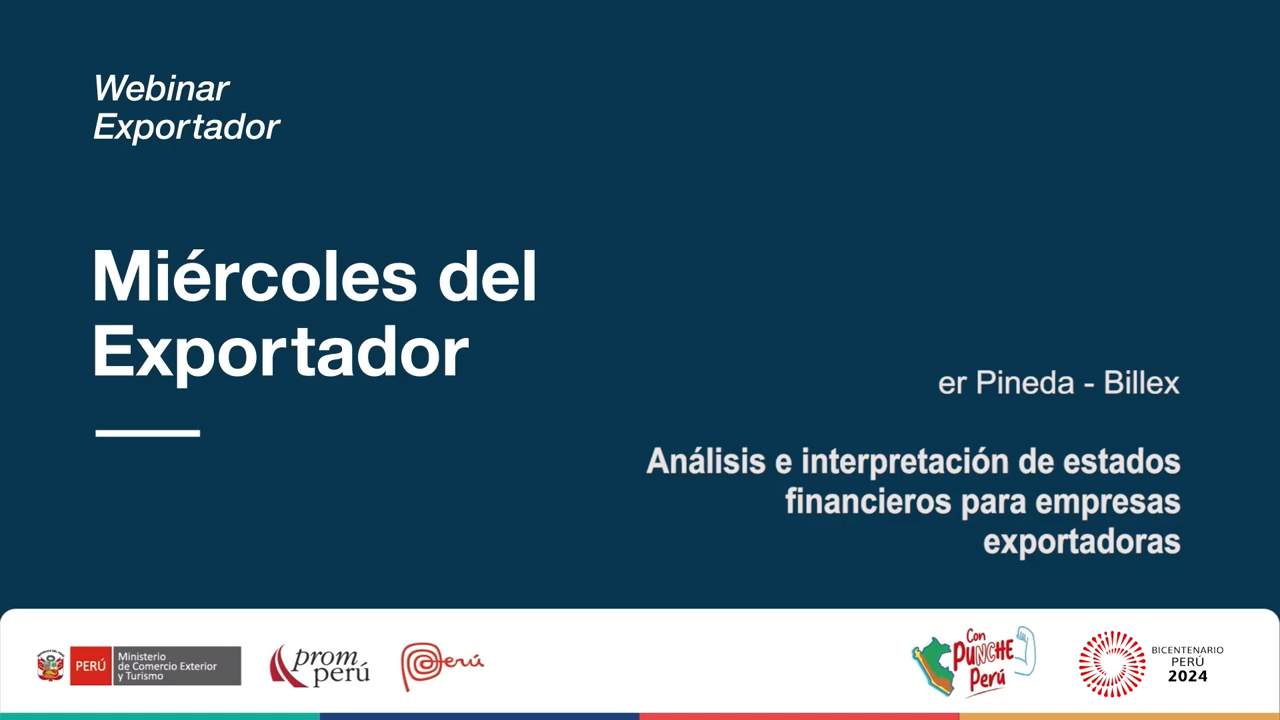 Webinar
Exportador
Miércoles del
Exportador
er Pineda - Billex
Análisis e interpretación de estados
financieros para empresas
exportadoras
PERÚ
Ministerio
de Comercio Exterior
y Turismo
prom
perú
Perú
Con
PUNCHE
Perú
BICENTENARIO
PERÚ
2024